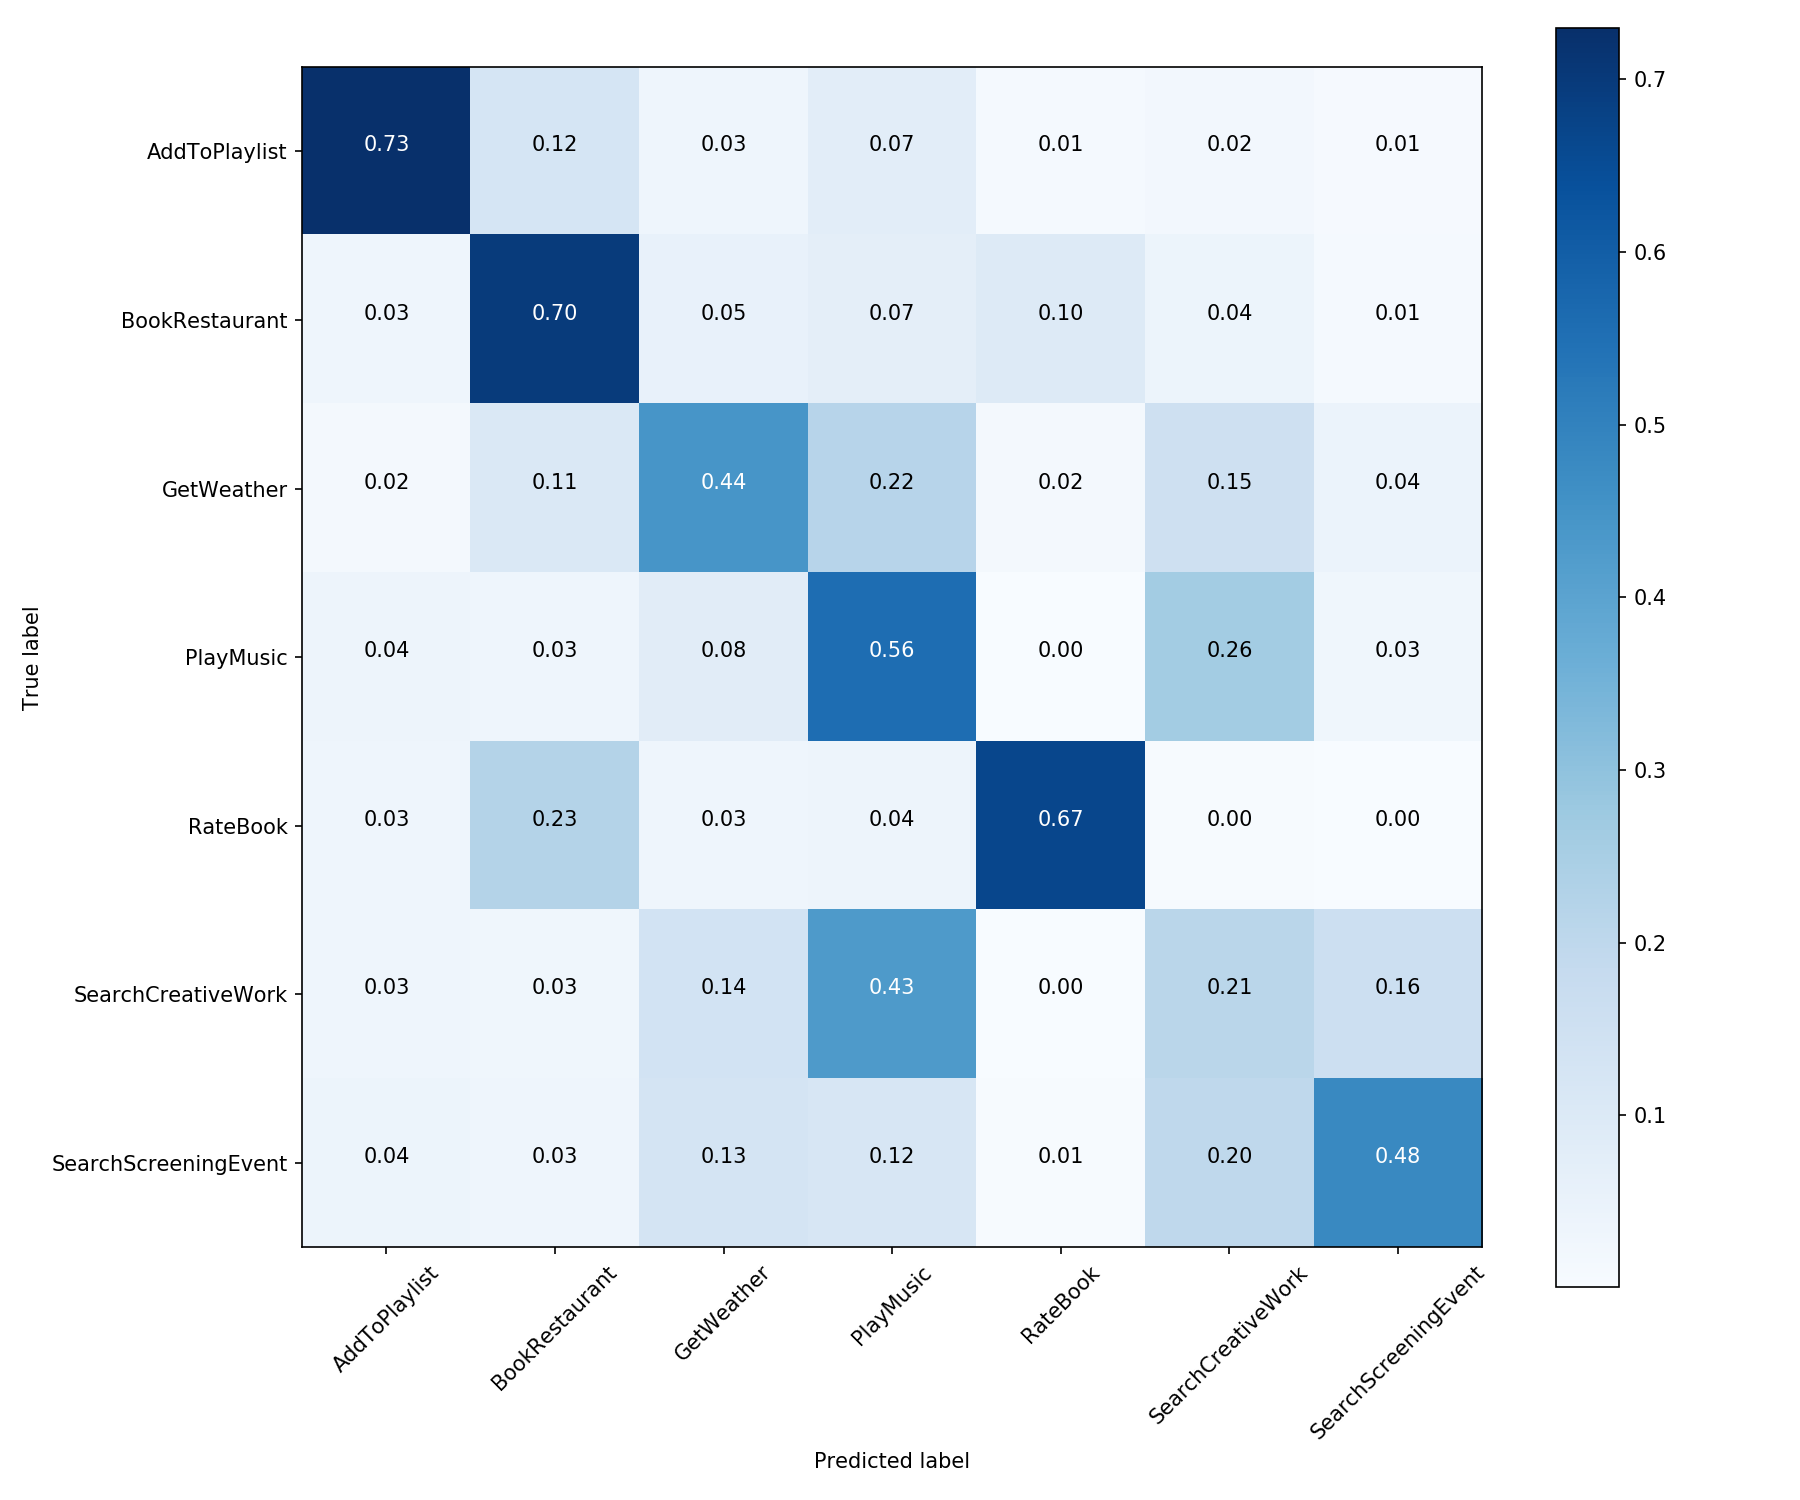 AddToPlaylist 0.73 0.12 0.03 0.07 0.01 0.02 0.01
BookRestaurant 0.03 0.70 0.05 0.07 0.10 0.04 0.01
GetWeather 0.02 0.11 0.44 0.22 0.02 0.15 0.04
PlayMusic 0.04 0.03 0.08 0.56 0.00 0.26 0.03
RateBook 0.03 0.23 0.03 0.04 0.67 0.00 0.00
SearchCreativeWork 0.03 0.03 0.14 0.43 0.00 0.21 0.16
SearchScreeningEvent 0.04 0.03 0.13 0.12 0.01 0.20 0.48
True label
AddToPlaylist BookRestaurant GetWeather PlayMusic RateBook SearchCreativeWork SearchScreeningEvent
Predicted label
0.7
0.6
0.5
0.4
0.3
0.2
0.1